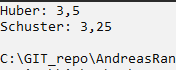 Huber: 3,5
Schuster: 3,25
C:\GIT_repo\AndreasRan